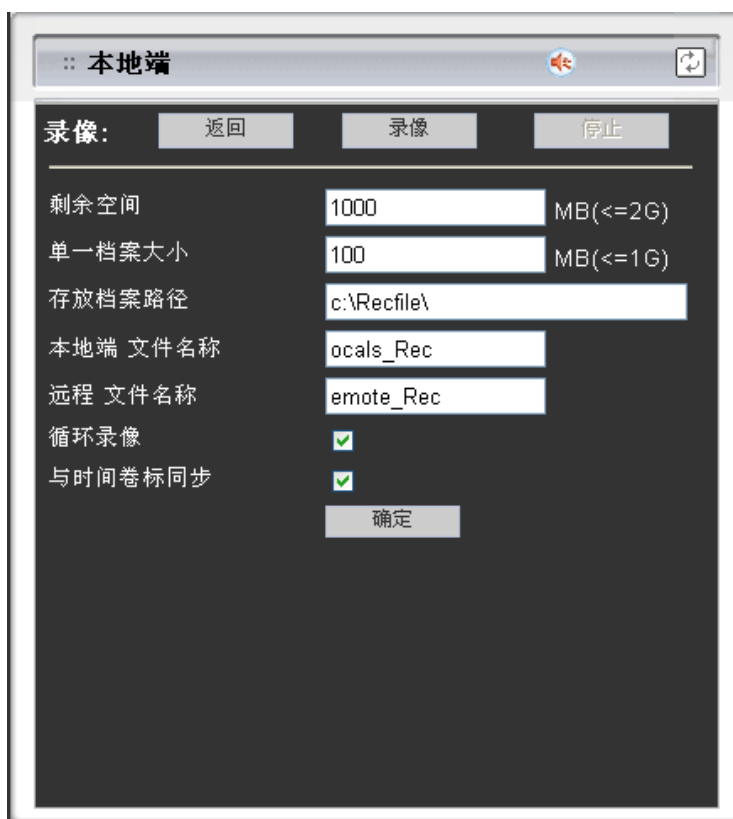 :: 本地端
录像: 返回 录像 停止
剩余空间 1000 MB(<=2G)
单一档案大小 100 MB(<=1G)
存放档案路径 c:\Recfile\
本地端 文件名称 ocals_Rec
远程 文件名称 emote_Rec
循环录像
与时间卷标同步
确定